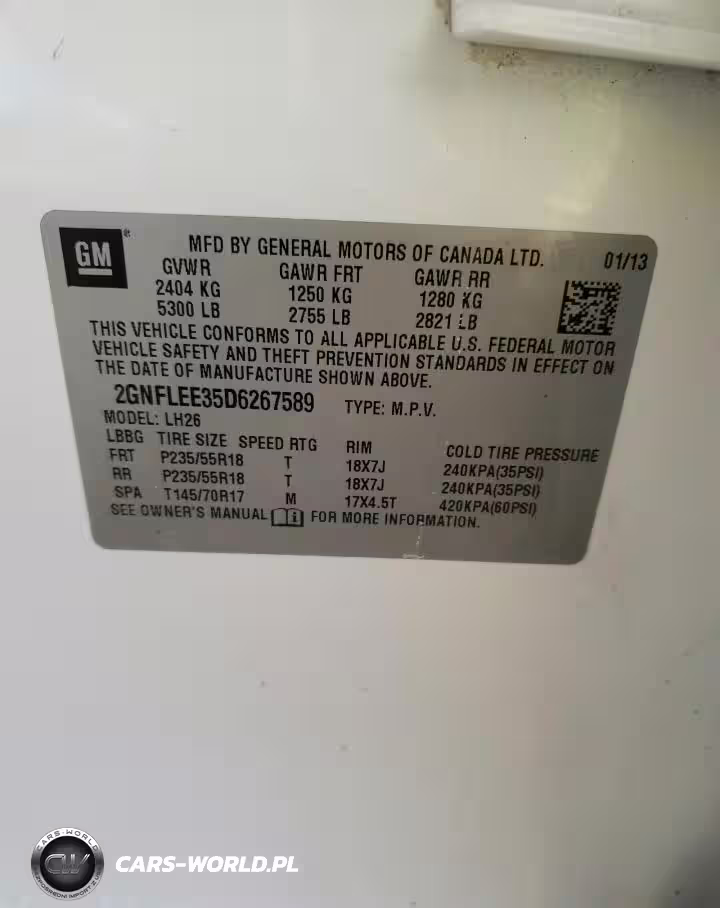 GM
MFD BY GENERAL MOTORS OF CANADA LTD. 01/13
GVWR GAWR FRT GAWR RR
2404 KG 1250 KG 1280 KG
5300 LB 2755 LB 2821 LB
THIS VEHICLE CONFORMS TO ALL APPLICABLE U.S. FEDERAL MOTOR
VEHICLE SAFETY AND THEFT PREVENTION STANDARDS IN EFFECT ON
THE DATE OF MANUFACTURE SHOWN ABOVE.
2GNFLEE35D6267589 TYPE: M.P.V.
MODEL: LH26
LBBG TIRE SIZE SPEED RTG RIM COLD TIRE PRESSURE
FRT P235/55R18 T 18X7J 240KPA(35PSI)
RR P235/55R18 T 18X7J 240KPA(35PSI)
SPA T145/70R17 M 17X4.5T 420KPA(60PSI)
SEE OWNER'S MANUAL FOR MORE INFORMATION.
CARS-WORLD
CW
CARS-WORLD.PL